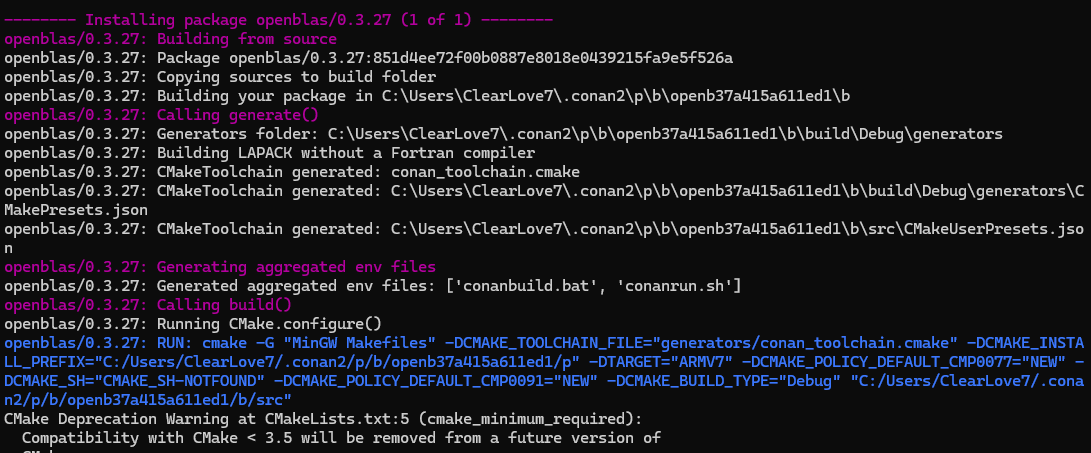 -------- Installing package openblas/0.3.27 (1 of 1) --------
openblas/0.3.27: Building from source
openblas/0.3.27: Package openblas/0.3.27:851d4ee72f00b0887e8018e0439215fa9e5f526a
openblas/0.3.27: Copying sources to build folder
openblas/0.3.27: Building your package in C:\Users\ClearLove7\.conan2\p\b\openb37a415a611ed1\b
openblas/0.3.27: Calling generate()
openblas/0.3.27: Generators folder: C:\Users\ClearLove7\.conan2\p\b\openb37a415a611ed1\b\build\Debug\generators
openblas/0.3.27: Building LAPACK without a Fortran compiler
openblas/0.3.27: CMakeToolchain generated: conan_toolchain.cmake
openblas/0.3.27: CMakeToolchain generated: C:\Users\ClearLove7\.conan2\p\b\openb37a415a611ed1\b\build\Debug\generators\C
MakePresets.json
openblas/0.3.27: CMakeToolchain generated: C:\Users\ClearLove7\.conan2\p\b\openb37a415a611ed1\b\src\CMakeUserPresets.jso
n
openblas/0.3.27: Generating aggregated env files
openblas/0.3.27: Generated aggregated env files: ['conanbuild.bat', 'conanrun.sh']
openblas/0.3.27: Calling build()
openblas/0.3.27: Running CMake.configure()
openblas/0.3.27: RUN: cmake -G "MinGW Makefiles" -DCMAKE_TOOLCHAIN_FILE="generators/conan_toolchain.cmake" -DCMAKE_INSTA
LL_PREFIX="C:/Users/ClearLove7/.conan2/p/b/openb37a415a611ed1/p" -DTARGET="ARMV7" -DCMAKE_POLICY_DEFAULT_CMP0077="NEW" -
DCMAKE_SH="CMAKE_SH-NOTFOUND" -DCMAKE_POLICY_DEFAULT_CMP0091="NEW" -DCMAKE_BUILD_TYPE="Debug" "C:/Users/ClearLove7/.cona
n2/p/b/openb37a415a611ed1/b/src"
CMake Deprecation Warning at CMakeLists.txt:5 (cmake_minimum_required):
  Compatibility with CMake < 3.5 will be removed from a future version of